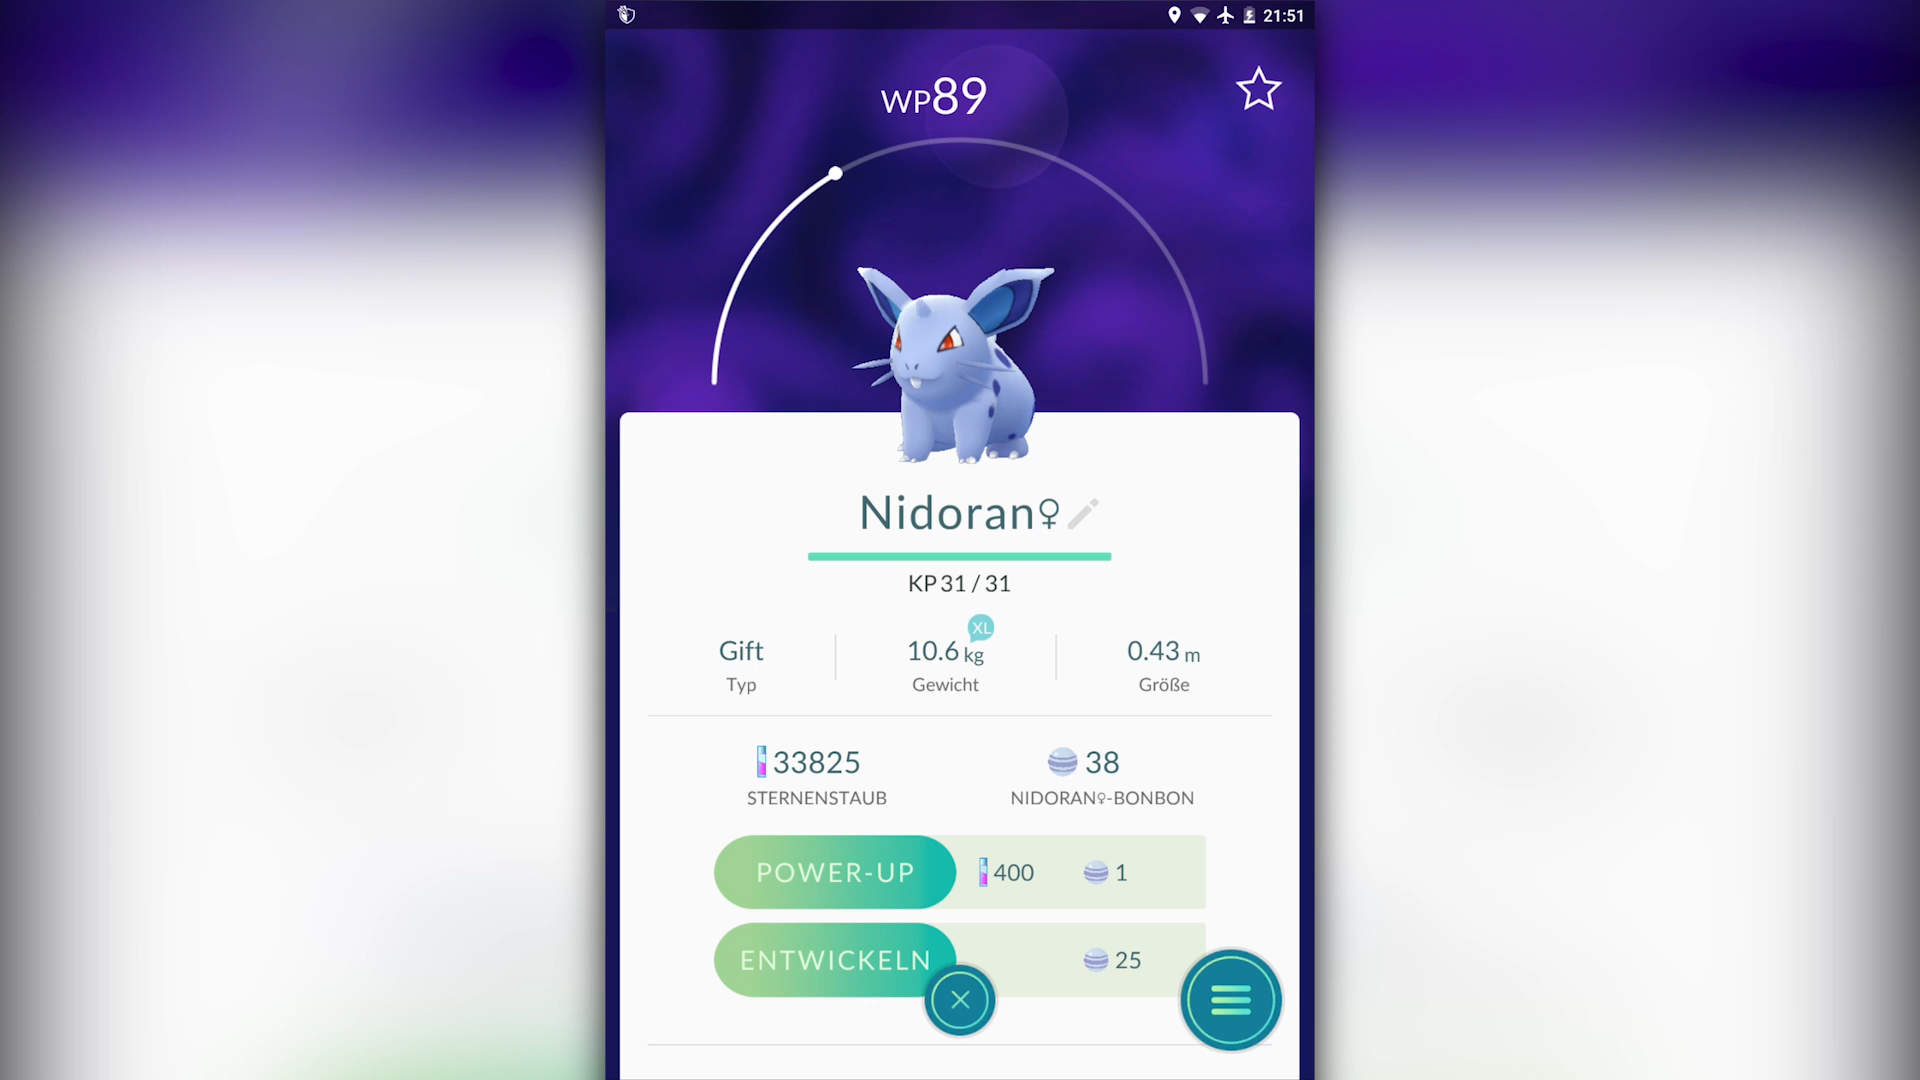 21:51
WP89
Nidoran♀
KP 31 / 31
XL
Gift
10.6 kg
0.43 m
Typ
Gewicht
Größe
33825
38
STERNENSTAUB
NIDORAN♀-BONBON
POWER-UP
400
1
ENTWICKELN
25